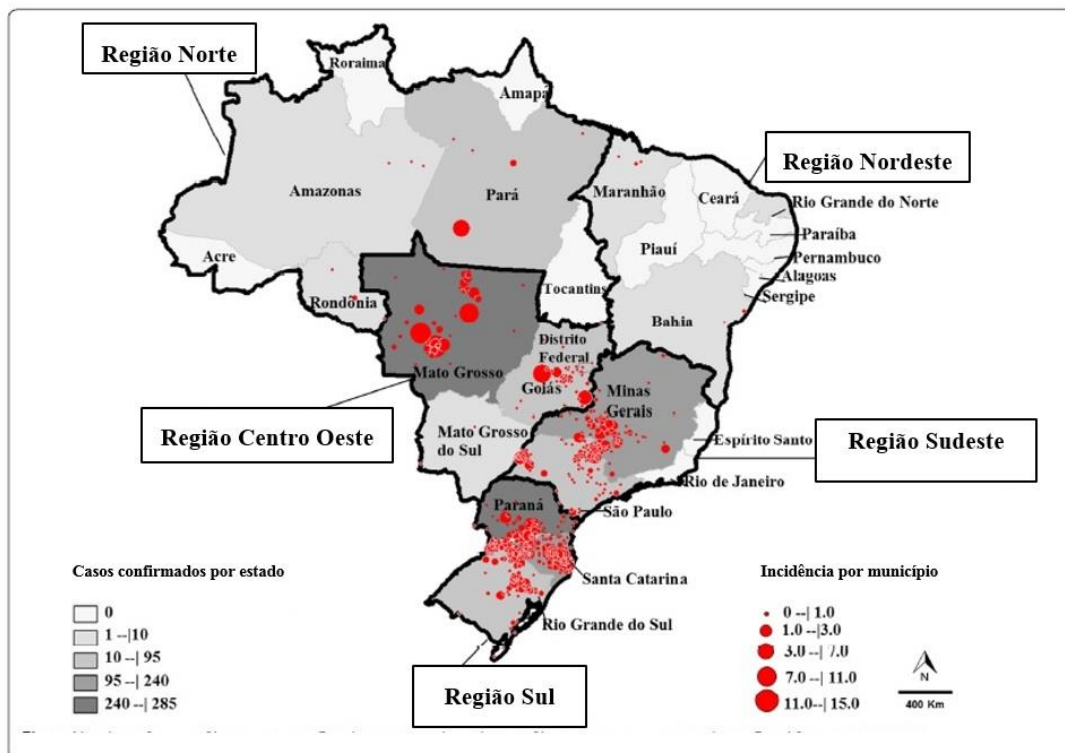 Região Norte
Roraima
Amapá
Região Nordeste
Amazonas
Pará
Maranhão
Ceará
Rio Grande do Norte
Paraíba
Piauí
Pernambuco
Alagoas
Acre
Tocantins
Sergipe
Rondônia
Bahia
Distrito
Federal
Mato Grosso
Goiás
Minas
Gerais
Região Centro Oeste
Mato Grosso
do Sul
Espírito Santo
Região Sudeste
Rio de Janeiro
Paraná
São Paulo
Santa Catarina
Rio Grande do Sul
Região Sul
Casos confirmados por estado
0
1 --|10
10 --| 95
95 --| 240
240 --| 285
Incidência por município
0 --| 1.0
1.0 --|3.0
3.0 --| 7.0
7.0 --| 11.0
11.0--| 15.0
N
400 Km